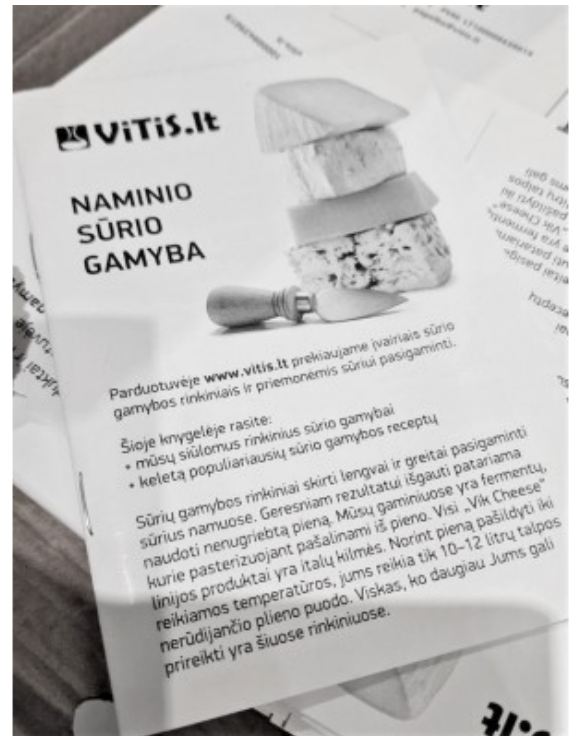 ViTiS.lt
NAMINIO
SŪRIO
GAMYBA
Parduotuvėje www.vitis.lt prekiaujame įvairiais sūrio
gamybos rinkiniais ir priemonėmis sūriui pasigaminti.
Šioje knygelėje rasite:
• mūsų siūlomus rinkinius sūrio gamybai
• keletą populiariausių sūrio gamybos receptų
Sūrių gamybos rinkiniai skirti lengvai ir greitai pasigaminti
sūrius namuose. Geresniam rezultatui išgauti patariama
naudoti nenugriebtą pieną. Mūsų gaminiuose yra fermentų,
kurie pasterizuojant pašalinami iš pieno. Visi „Vik Cheese“
linijos produktai yra italų kilmės. Norint pieną pašildyti iki
reikiamos temperatūros, jums reikia tik 10–12 litrų talpos
nerūdijančio plieno puodo. Viskas, ko daugiau Jums gali
prireikti yra šiuose rinkiniuose.